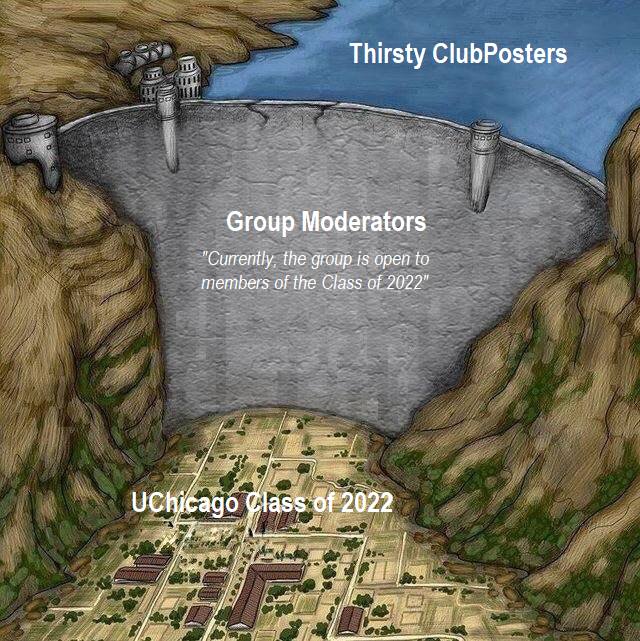 Thirsty ClubPosters
Group Moderators
"Currently, the group is open to
members of the Class of 2022"
UChicago Class of 2022